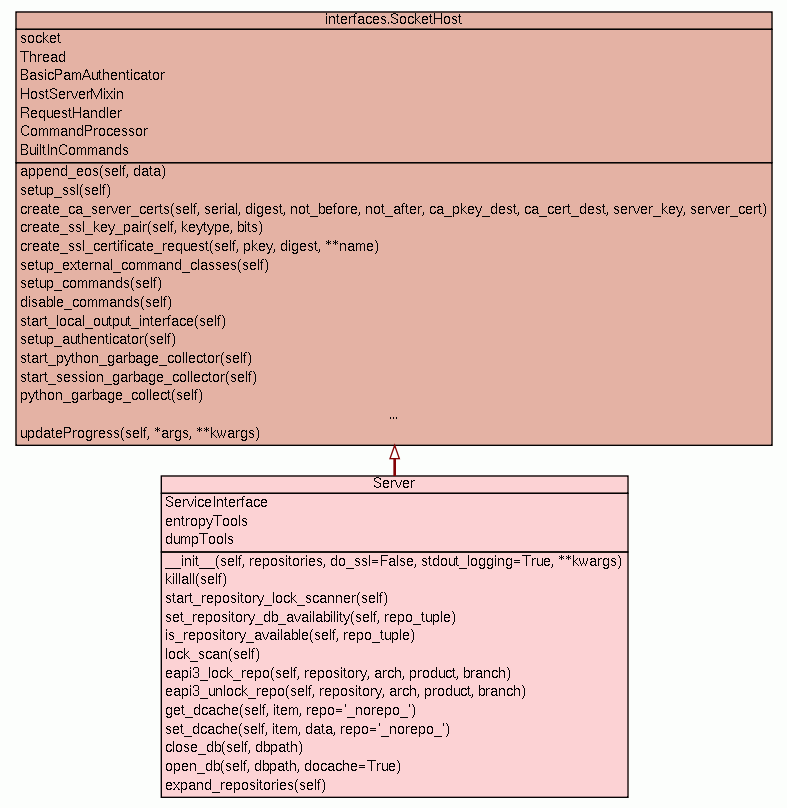 interfaces.SocketHost
socket
Thread
BasicPamAuthenticator
HostServerMixin
RequestHandler
CommandProcessor
BuiltInCommands
append_eos(self, data)
setup_ssl(self)
create_ca_server_certs(self, serial, digest, not_before, not_after, ca_pkey_dest, ca_cert_dest, server_key, server_cert)
create_ssl_key_pair(self, keytype, bits)
create_ssl_certificate_request(self, pkey, digest, **name)
setup_external_command_classes(self)
setup_commands(self)
disable_commands(self)
start_local_output_interface(self)
setup_authenticator(self)
start_python_garbage_collector(self)
start_session_garbage_collector(self)
python_garbage_collect(self)
...
updateProgress(self, *args, **kwargs)
Server
ServiceInterface
entropyTools
dumpTools
__init__(self, repositories, do_ssl=False, stdout_logging=True, **kwargs)
killall(self)
start_repository_lock_scanner(self)
set_repository_db_availability(self, repo_tuple)
is_repository_available(self, repo_tuple)
lock_scan(self)
eapi3_lock_repo(self, repository, arch, product, branch)
eapi3_unlock_repo(self, repository, arch, product, branch)
get_dcache(self, item, repo='_norepo_')
set_dcache(self, item, data, repo='_norepo_')
close_db(self, dbpath)
open_db(self, dbpath, docache=True)
expand_repositories(self)